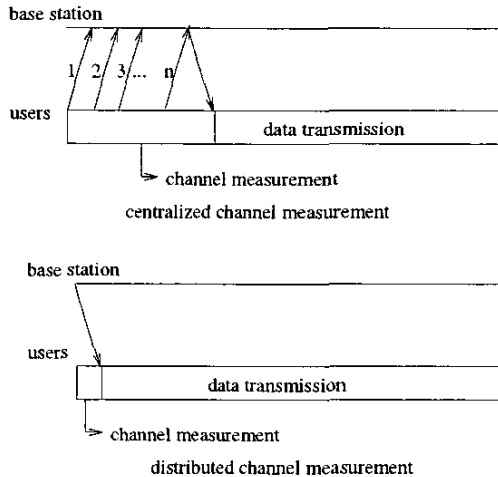 base station
1 2 3 ... n
users
data transmission
channel measurement
centralized channel measurement
base station
users
data transmission
channel measurement
distributed channel measurement